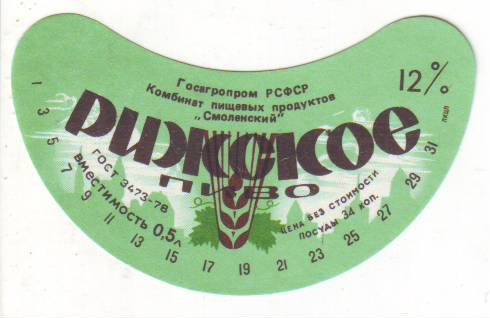 Госагропром РСФСР
Комбинат пищевых продуктов
„Смоленский"
12%
Рижское
пиво
ГОСТ 3473-78
вместимость 0,5л
цена без стоимости
посуды 34 коп.
1 3 5 7 9 11 13 15 17 19 21 23 25 27 29 31